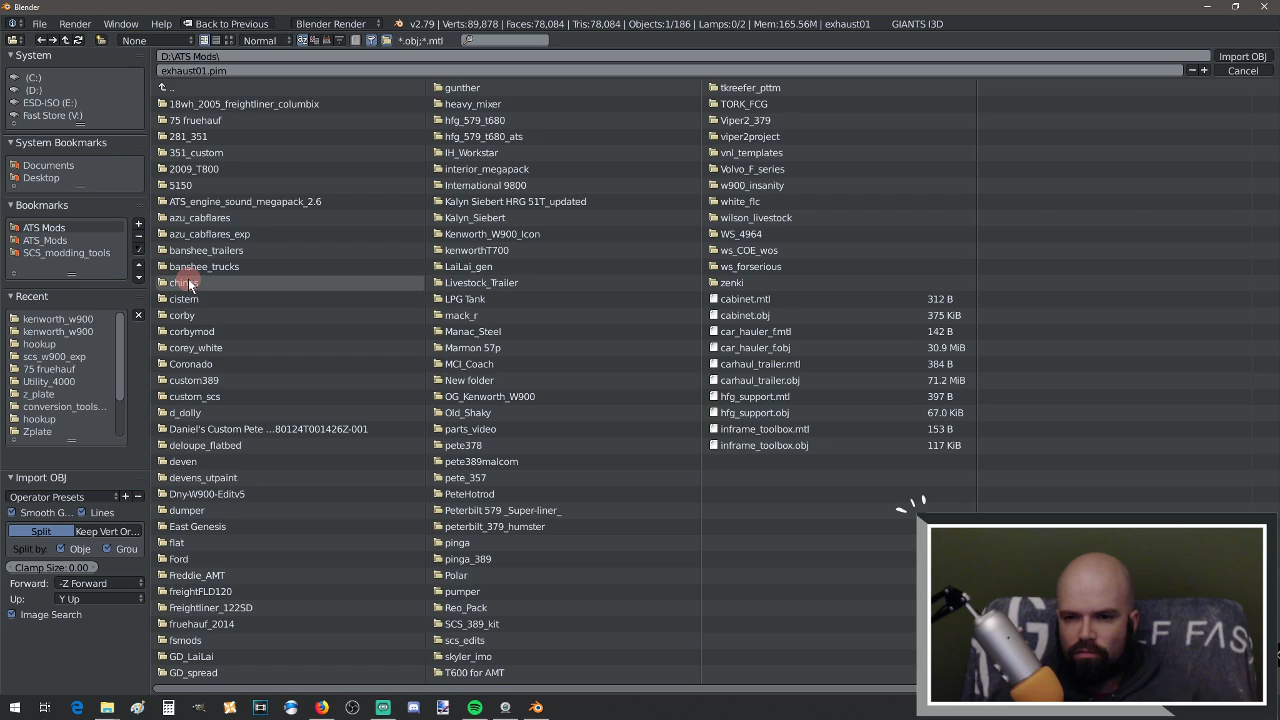 Blender
File Render Window Help Back to Previous Blender Render v2.79 | Verts:89,878 | Faces:78,084 | Tris:78,084 | Objects:1/186 | Lamps:0/2 | Mem:165.56M | exhaust01 GIANTS I3D
None Normal *.obj;*.mtl
System
(C:)
(D:)
ESD-ISO (E:)
Fast Store (V:)
System Bookmarks
Documents
Desktop
Bookmarks
ATS Mods
ATS_Mods
SCS_modding_tools
Recent
kenworth_w900
kenworth_w900
hookup
scs_w900_exp
75 fruehauf
Utility_4000
z_plate
conversion_tools...
hookup
Zplate
Import OBJ
Operator Presets
Smooth G... Lines
Split Keep Vert Or...
Split by: Obje Grou
Clamp Size: 0.00
Forward: -Z Forward
Up: Y Up
Image Search
D:\ATS Mods\ Import OBJ
exhaust01.pim Cancel
..
18wh_2005_freightliner_columbix
75 fruehauf
281_351
351_custom
2009_T800
5150
ATS_engine_sound_megapack_2.6
azu_cabflares
azu_cabflares_exp
banshee_trailers
banshee_trucks
cistem
corby
corbymod
corey_white
Coronado
custom389
custom_scs
d_dolly
Daniel's Custom Pete ...80124T001426Z-001
deloupe_flatbed
deven
devens_utpaint
Dny-W900-Editv5
dumper
East Genesis
flat
Ford
Freddie_AMT
freightFLD120
Freightliner_122SD
fruehauf_2014
fsmods
GD_LaiLai
GD_spread
gunther
heavy_mixer
hfg_579_t680
hfg_579_t680_ats
IH_Workstar
interior_megapack
International 9800
Kalyn Siebert HRG 51T_updated
Kalyn_Siebert
Kenworth_W900_Icon
kenworthT700
LaiLai_gen
Livestock_Trailer
LPG Tank
mack_r
Manac_Steel
Marmon 57p
MCI_Coach
New folder
OG_Kenworth_W900
Old_Shaky
parts_video
pete378
pete389malcom
pete_357
PeteHotrod
Peterbilt 579 _Super-liner_
peterbilt_379_humster
pinga
pinga_389
Polar
pumper
Reo_Pack
SCS_389_kit
scs_edits
skyler_imo
T600 for AMT
tkreefer_pttm
TORK_FCG
Viper2_379
viper2project
vnl_templates
Volvo_F_series
w900_insanity
white_flc
wilson_livestock
WS_4964
ws_COE_wos
ws_forserious
zenki
cabinet.mtl 312 B
cabinet.obj 375 KiB
car_hauler_f.mtl 142 B
car_hauler_f.obj 30.9 MiB
carhaul_trailer.mtl 384 B
carhaul_trailer.obj 71.2 MiB
hfg_support.mtl 397 B
hfg_support.obj 67.0 KiB
inframe_toolbox.mtl 153 B
inframe_toolbox.obj 117 KiB